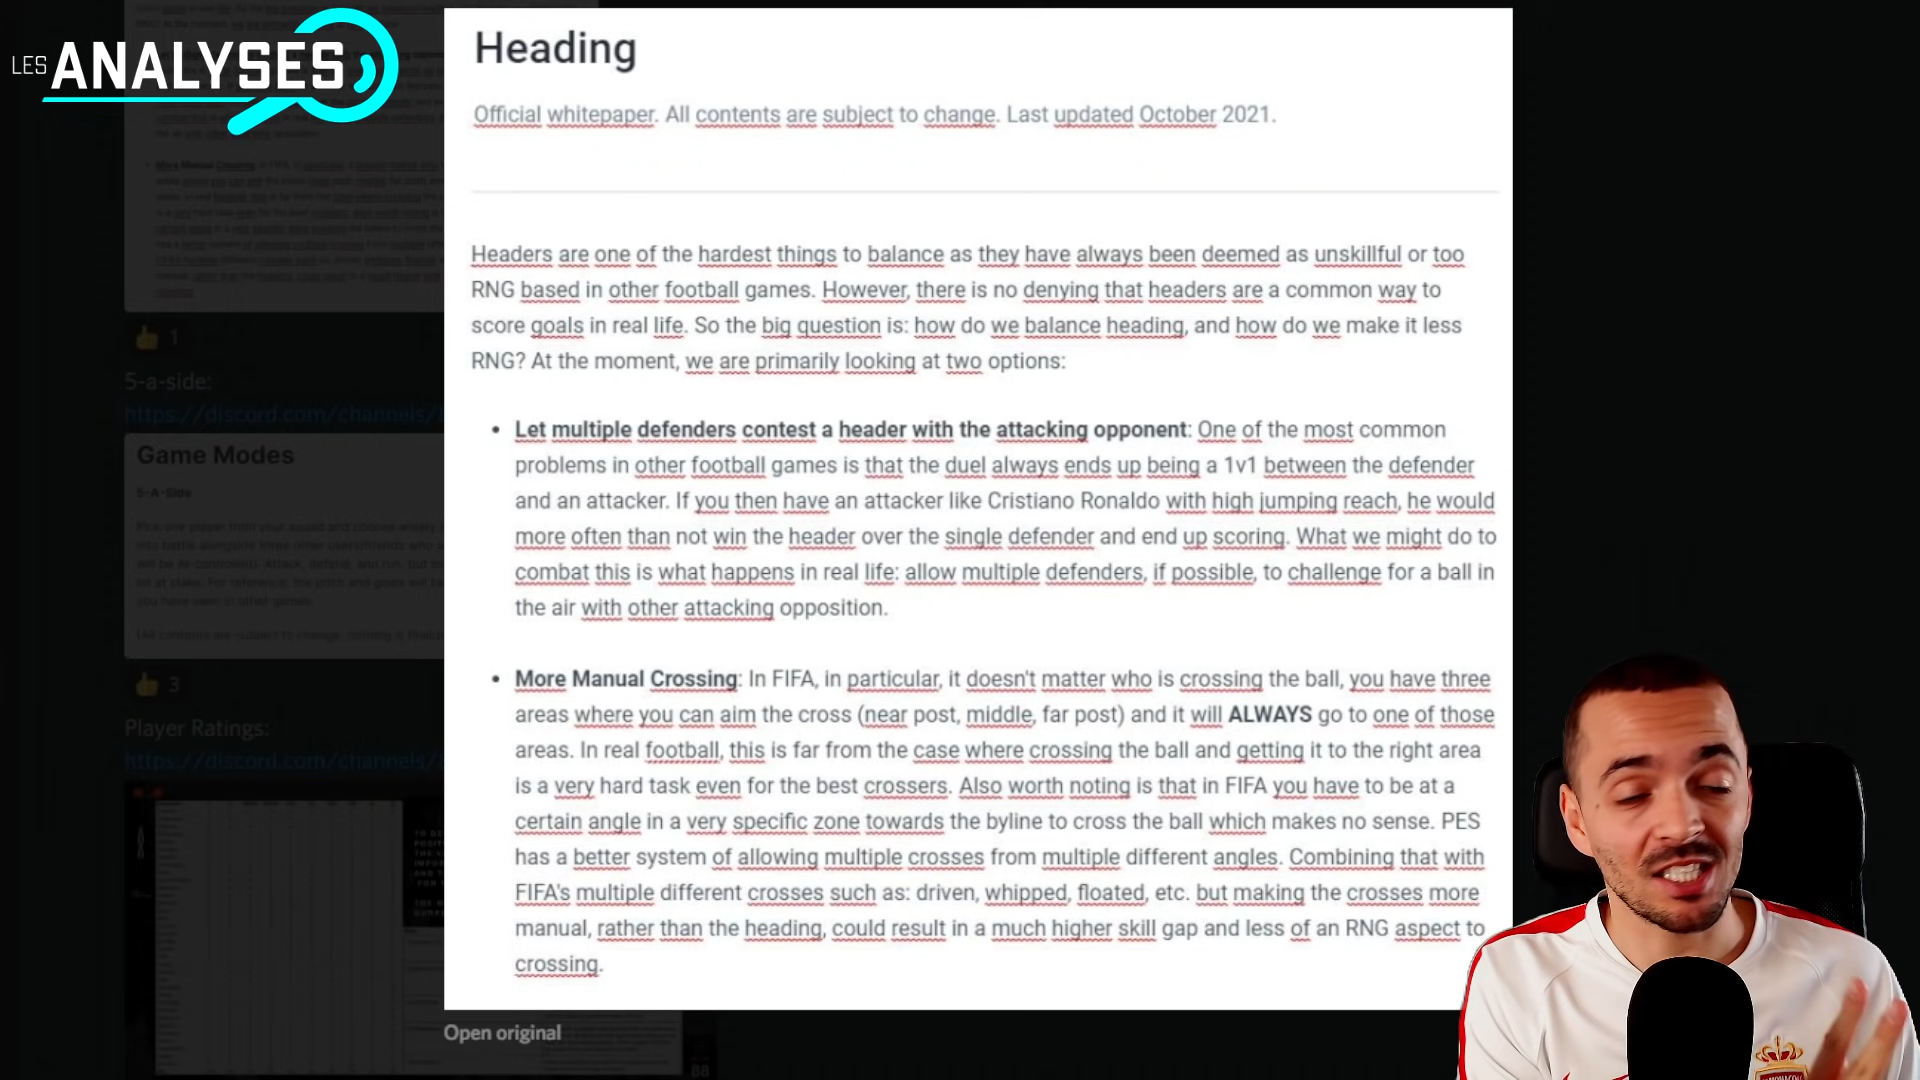 LES ANALYSES
Heading
Official whitepaper. All contents are subject to change. Last updated October 2021.
Headers are one of the hardest things to balance as they have always been deemed as unskillful or too
RNG based in other football games. However, there is no denying that headers are a common way to
score goals in real life. So the big question is: how do we balance heading, and how do we make it less
RNG? At the moment, we are primarily looking at two options:
• Let multiple defenders contest a header with the attacking opponent: One of the most common
problems in other football games is that the duel always ends up being a 1v1 between the defender
and an attacker. If you then have an attacker like Cristiano Ronaldo with high jumping reach, he would
more often than not win the header over the single defender and end up scoring. What we might do to
combat this is what happens in real life: allow multiple defenders, if possible, to challenge for a ball in
the air with other attacking opposition.
• More Manual Crossing: In FIFA, in particular, it doesn't matter who is crossing the ball, you have three
areas where you can aim the cross (near post, middle, far post) and it will ALWAYS go to one of those
areas. In real football, this is far from the case where crossing the ball and getting it to the right area
is a very hard task even for the best crossers. Also worth noting is that in FIFA you have to be at a
certain angle in a very specific zone towards the byline to cross the ball which makes no sense. PES
has a better system of allowing multiple crosses from multiple different angles. Combining that with
FIFA's multiple different crosses such as: driven, whipped, floated, etc. but making the crosses more
manual, rather than the heading, could result in a much higher skill gap and less of an RNG aspect to
crossing.
Open original
1
5-a-side:
https://discord.com/channels/
Game Modes
5-A-Side
3
Player Ratings:
https://discord.com/channels/
88